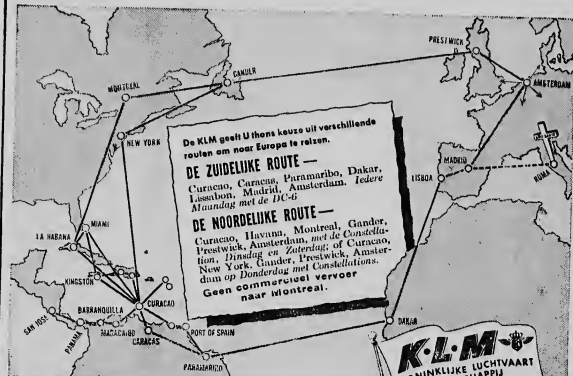 PRESTWICK
GANDER
MONTREAL
AMSTERDAM
NEW YORK
De KLM geeft U thans keuze uit verschillende
routen om naar Europa te reizen.
DE ZUIDELIJKE ROUTE —
Curacao, Caracas, Paramaribo, Dakar,
Lissabon, Madrid, Amsterdam. Iedere
Maandag met de DC-6
DE NOORDELIJKE ROUTE —
Curacao, Havana, Montreal, Gander,
Prestwick, Amsterdam, met de Constella-
tion, Dinsdag en Zaterdag; of Curacao,
New York, Gander, Prestwick, Amster-
dam op Donderdag met Constellations.
Geen commercieel vervoer
naar Montreal.
MADRID
LISBOA
ROMA
MIAMI
LA HABANA
KINGSTON
CURACAO
BARRANQUILLA
SAN JOSE
PANAMA
MARACAIBO
CARACAS
PORT OF SPAIN
PARAMARIBO
DAKAR
K·L·M
KONINKLIJKE LUCHTVAART